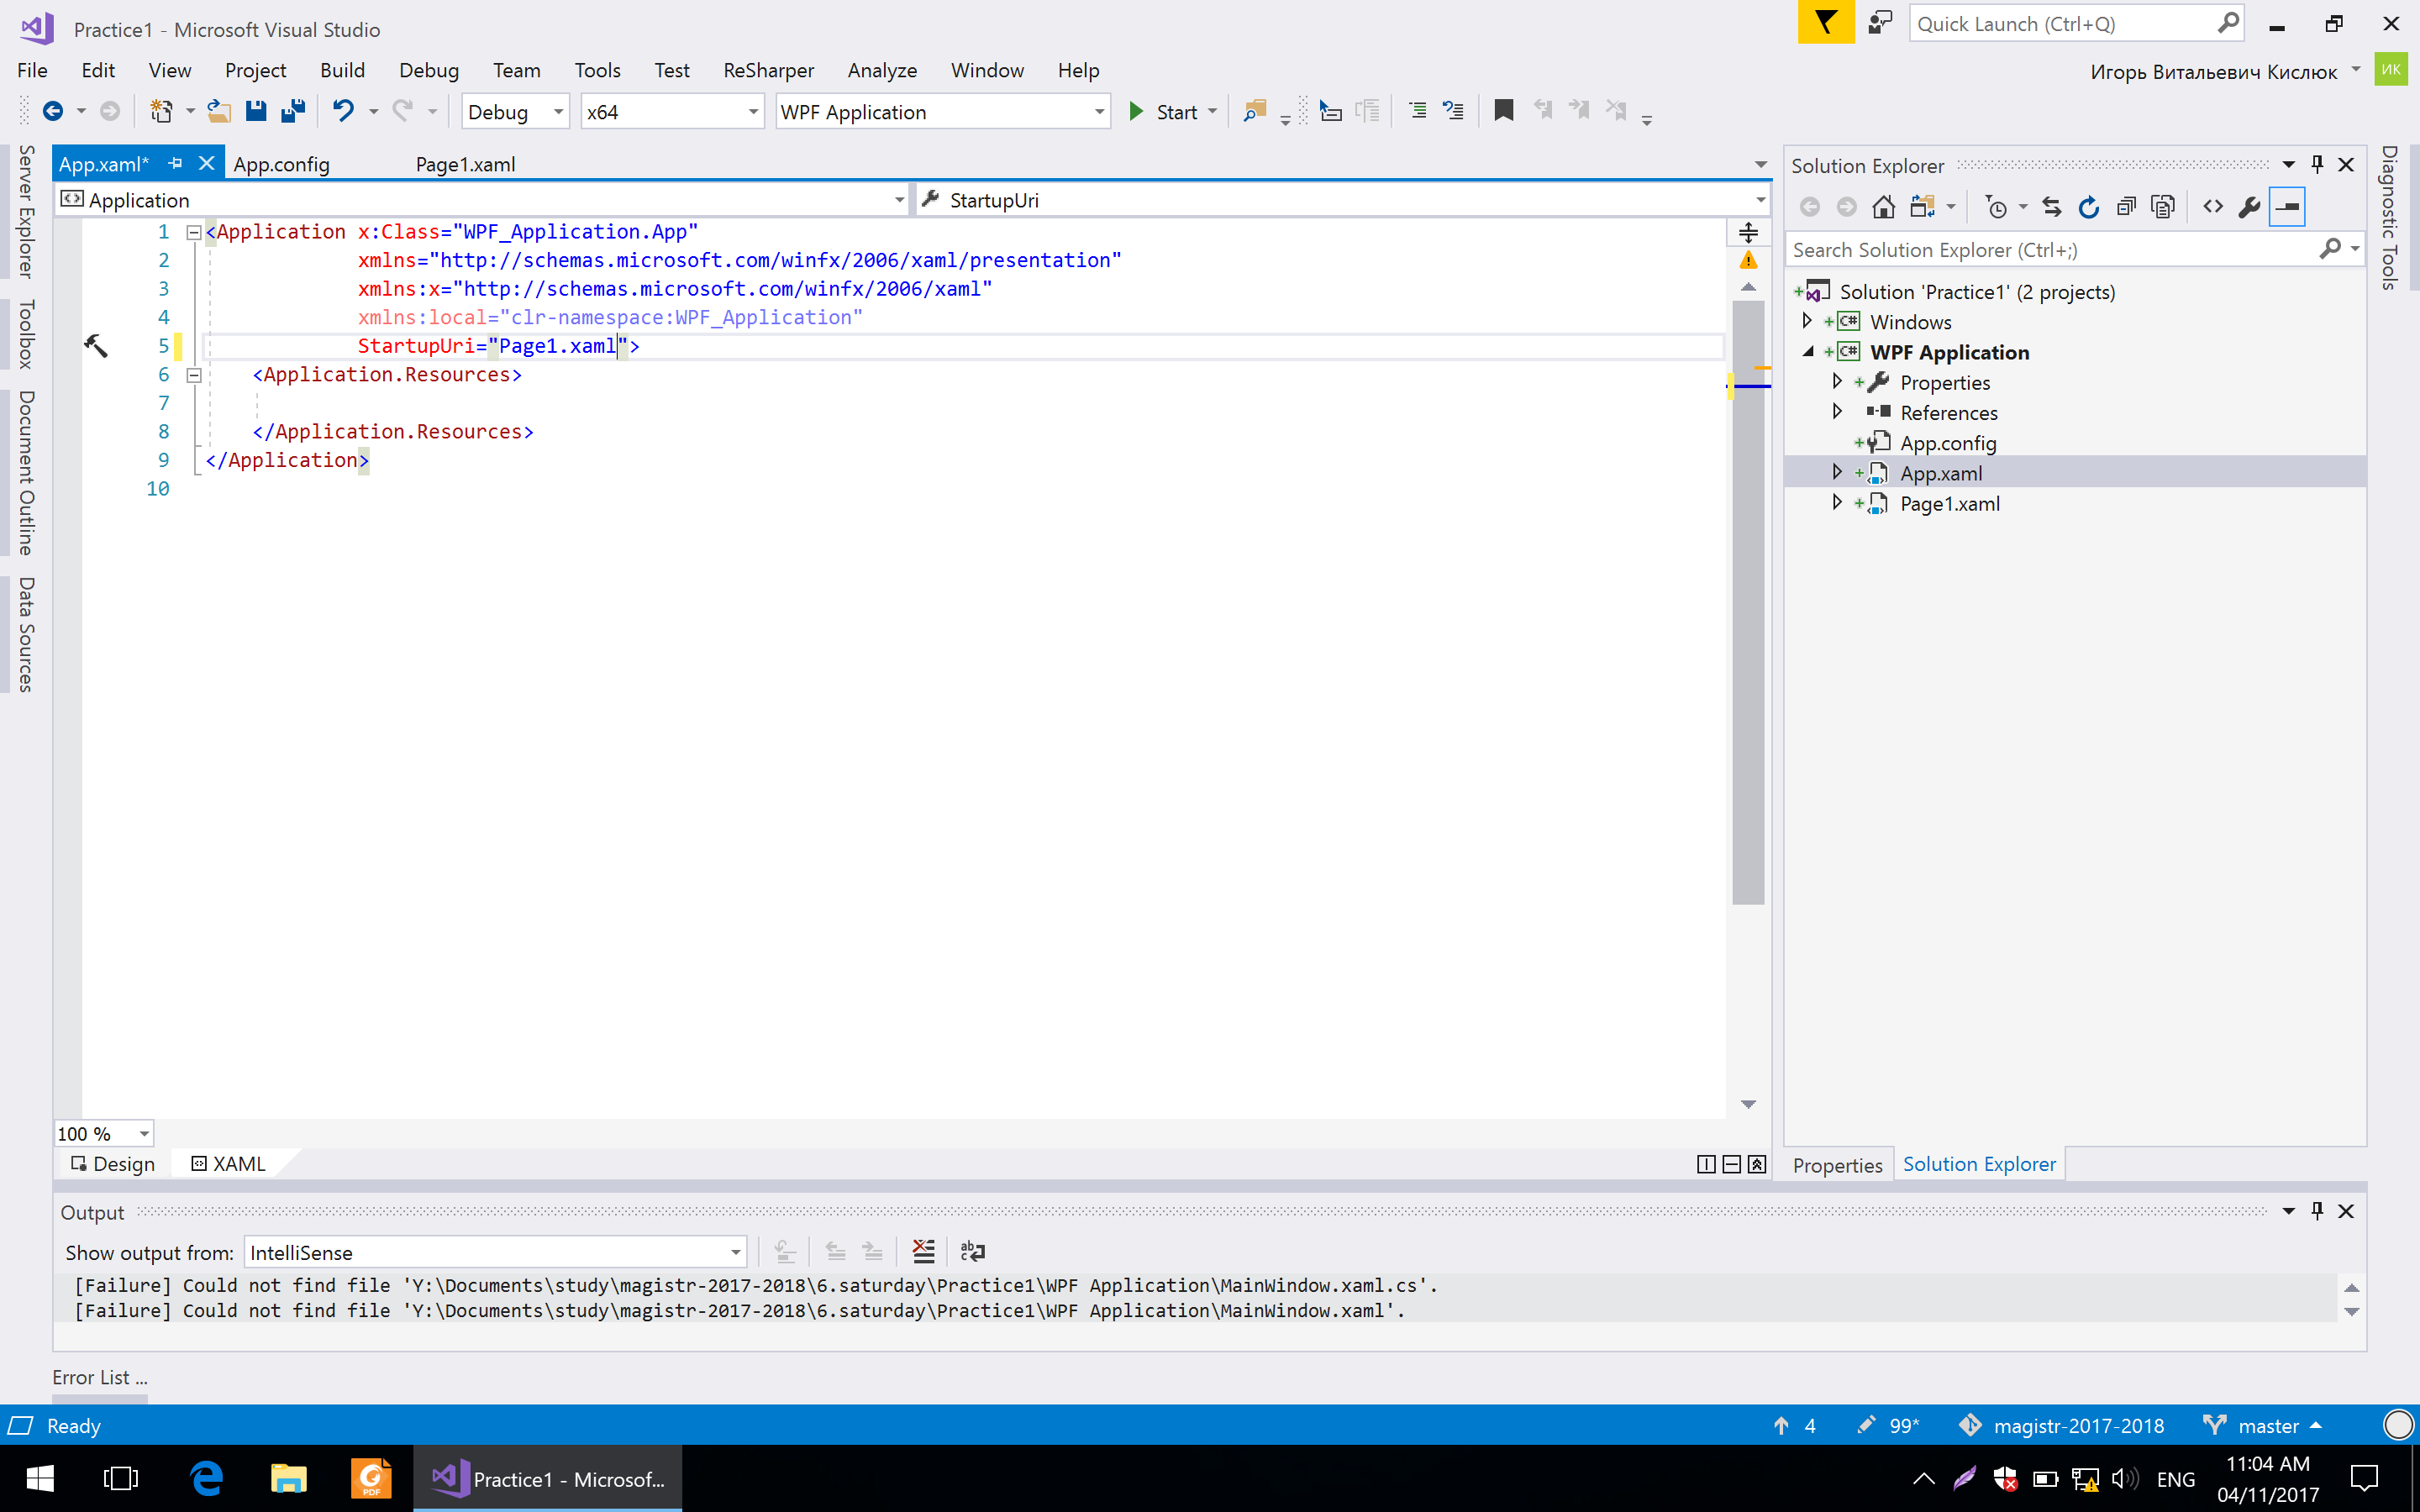 Practice1 - Microsoft Visual Studio
Quick Launch (Ctrl+Q)
File Edit View Project Build Debug Team Tools Test ReSharper Analyze Window Help
Игорь Витальевич Кислюк
ИК
Debug x64 WPF Application Start
Server Explorer
Toolbox
Document Outline
Data Sources
App.xaml* App.config Page1.xaml
Application StartupUri
1 <Application x:Class="WPF_Application.App"
2 xmlns="http://schemas.microsoft.com/winfx/2006/xaml/presentation"
3 xmlns:x="http://schemas.microsoft.com/winfx/2006/xaml"
4 xmlns:local="clr-namespace:WPF_Application"
5 StartupUri="Page1.xaml">
6 <Application.Resources>
7
8 </Application.Resources>
9 </Application>
10
100 %
Design XAML
Solution Explorer
Search Solution Explorer (Ctrl+;)
Solution 'Practice1' (2 projects)
C# Windows
C# WPF Application
Properties
References
App.config
App.xaml
Page1.xaml
Properties Solution Explorer
Diagnostic Tools
Output
Show output from: IntelliSense
[Failure] Could not find file 'Y:\Documents\study\magistr-2017-2018\6.saturday\Practice1\WPF Application\MainWindow.xaml.cs'.
[Failure] Could not find file 'Y:\Documents\study\magistr-2017-2018\6.saturday\Practice1\WPF Application\MainWindow.xaml'.
Error List ...
Ready
4 99* magistr-2017-2018 master
PDF
Practice1 - Microsof...
ENG
11:04 AM
04/11/2017